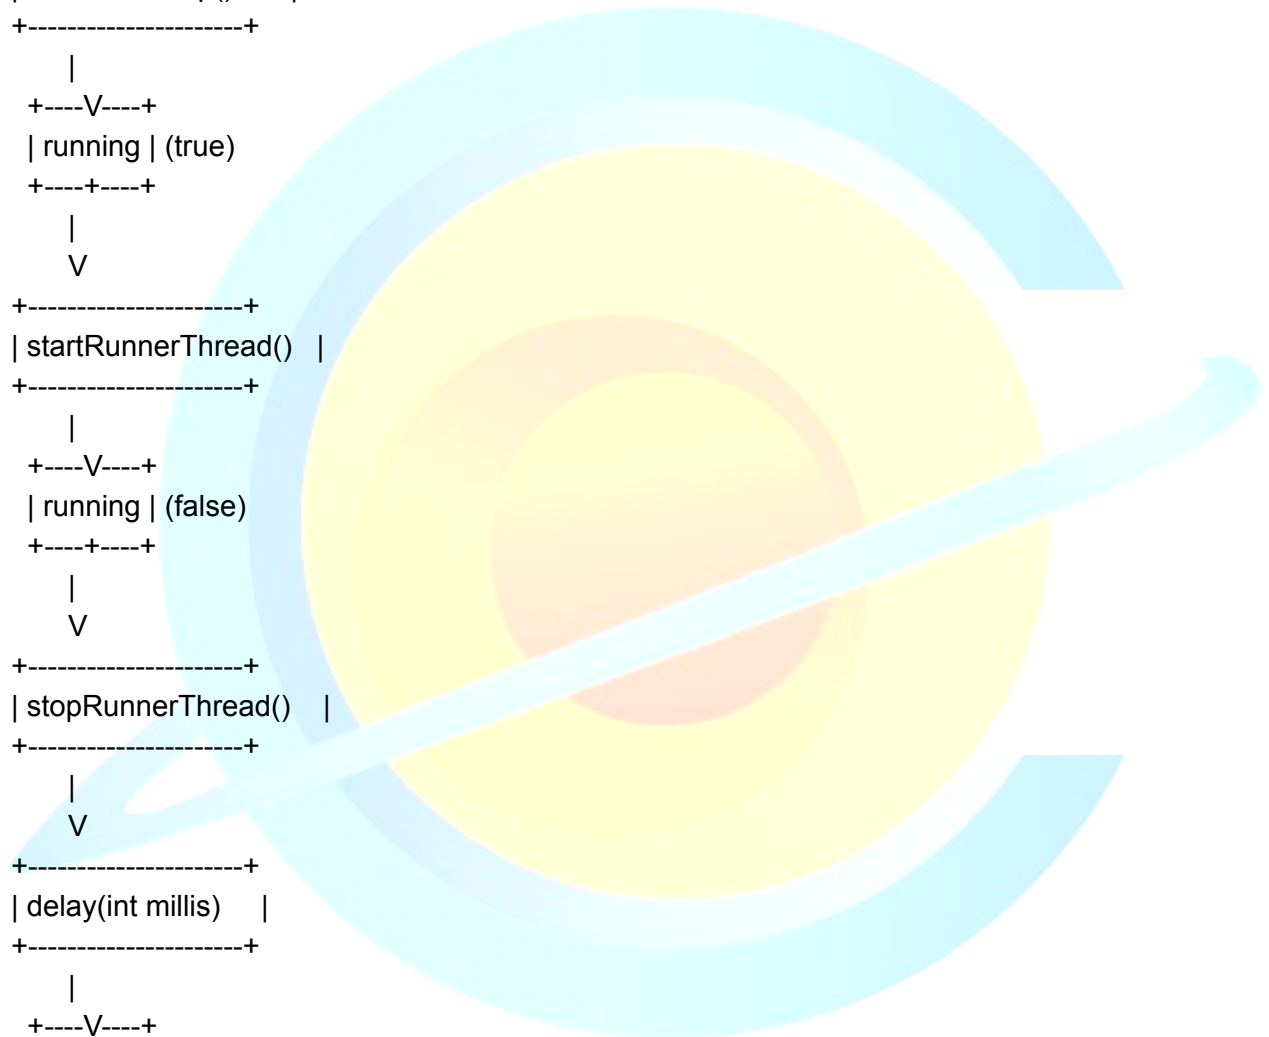 +----------------------+
|
+----V----+
| running | (true)
+----+----+
|
V
+----------------------+
| startRunnerThread() |
+----------------------+
|
+----V----+
| running | (false)
+----+----+
|
V
+----------------------+
| stopRunnerThread() |
+----------------------+
|
V
+----------------------+
| delay(int millis) |
+----------------------+
|
+----V----+